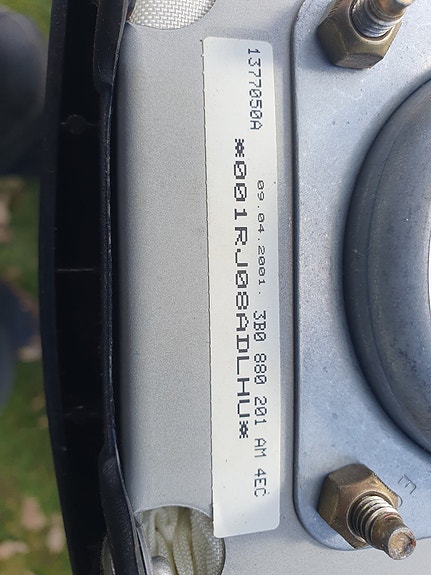 1377050A
09.04.2001. 3B0 880 201 AM 4EC
*001RJ08ADLHU*
E